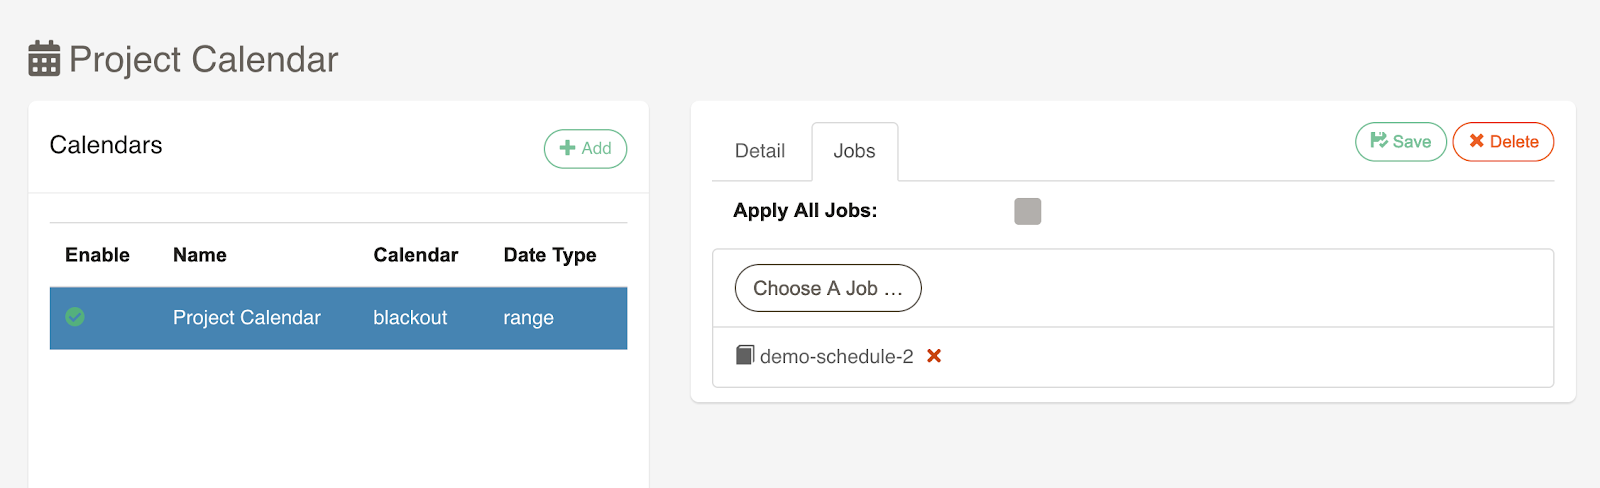 Project Calendar
Calendars
Add
Enable Name Calendar Date Type
Project Calendar blackout range
Detail Jobs
Save Delete
Apply All Jobs:
Choose A Job ...
demo-schedule-2